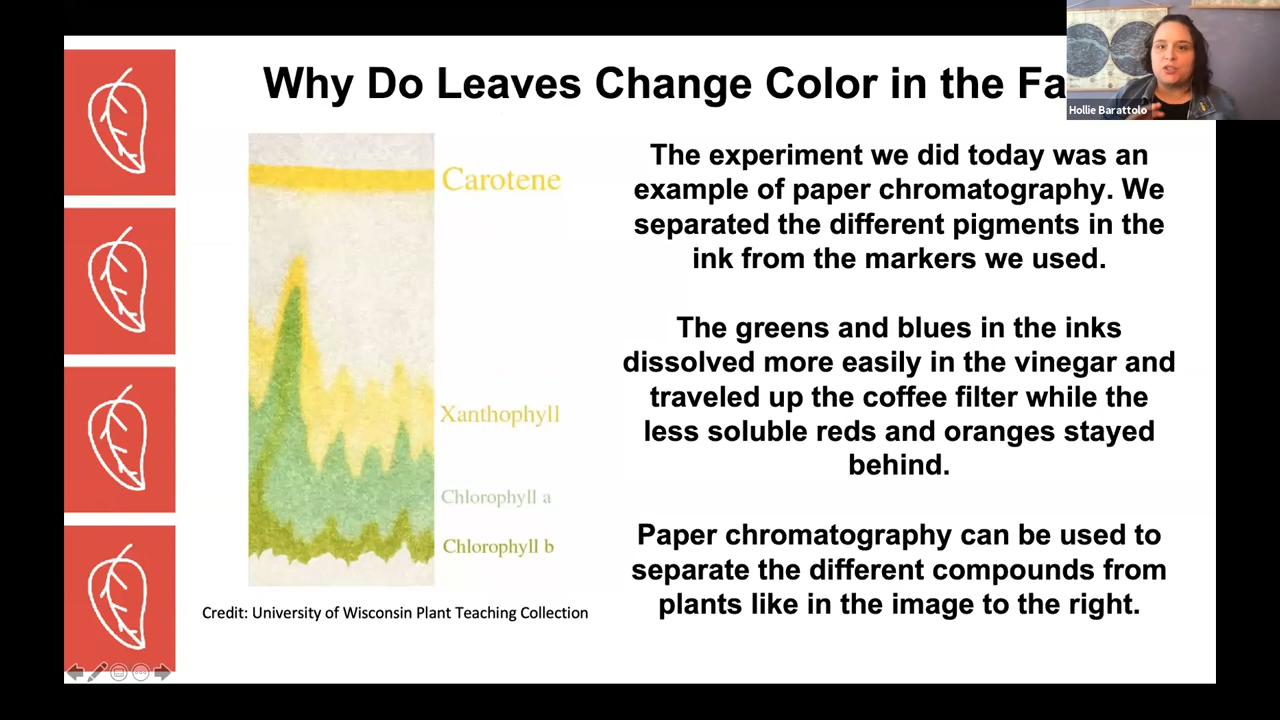 Why Do Leaves Change Color in the Fa
Hollie Barattolo
Carotene
Xanthophyll
Chlorophyll a
Chlorophyll b
Credit: University of Wisconsin Plant Teaching Collection
The experiment we did today was an
example of paper chromatography. We
separated the different pigments in the
ink from the markers we used.
The greens and blues in the inks
dissolved more easily in the vinegar and
traveled up the coffee filter while the
less soluble reds and oranges stayed
behind.
Paper chromatography can be used to
separate the different compounds from
plants like in the image to the right.